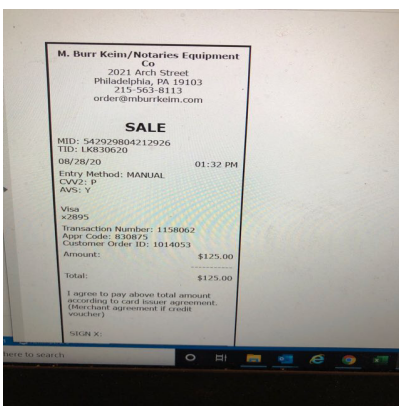 M. Burr Keim/Notaries Equipment
Co
2021 Arch Street
Philadelphia, PA 19103
215-563-8113
order@mburrkeim.com
SALE
MID: 542929804212926
TID: LK830620
08/28/20 01:32 PM
Entry Method: MANUAL
CVV2: P
AVS: Y
Visa
x2895
Transaction Number: 1158062
Appr Code: 830875
Customer Order ID: 1014053
Amount: $125.00
------------
Total: $125.00
I agree to pay above total amount
according to card issuer agreement.
(Merchant agreement if credit
voucher)
SIGN X:
here to search